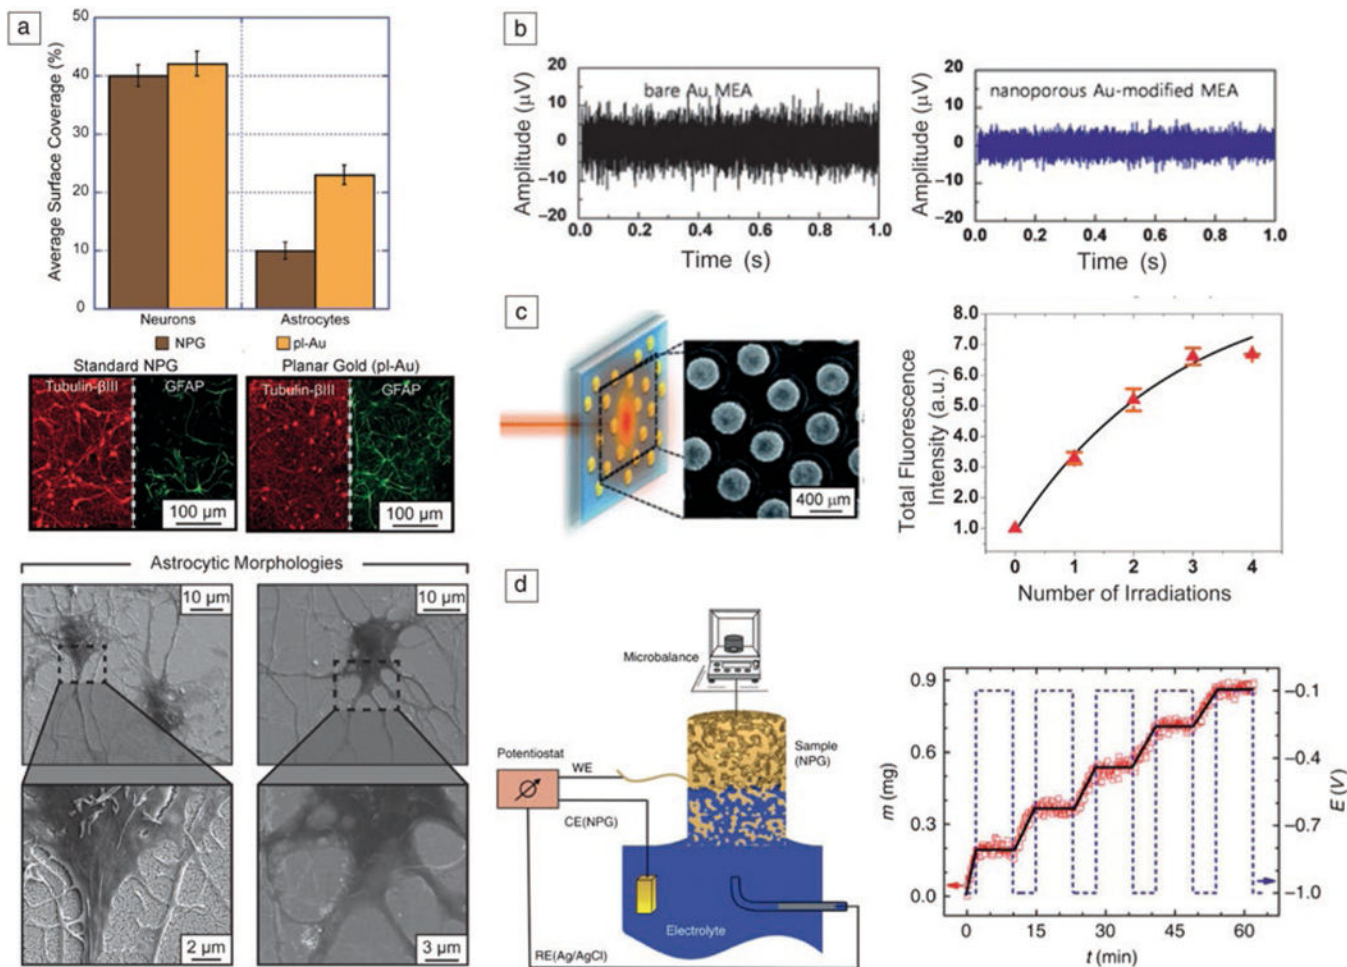 a
50
40
30
20
10
0
Average Surface Coverage (%)
Neurons
Astrocytes
NPG
pl-Au
Standard NPG
Planar Gold (pl-Au)
Tubulin-βIII
GFAP
Tubulin-βIII
GFAP
100 μm
100 μm
Astrocytic Morphologies
10 μm
10 μm
2 μm
3 μm
b
20
10
0
−10
−20
Amplitude (μV)
bare Au MEA
0.0 0.2 0.4 0.6 0.8 1.0
Time (s)
20
10
0
−10
−20
Amplitude (μV)
nanoporous Au-modified MEA
0.0 0.2 0.4 0.6 0.8 1.0
Time (s)
c
400 μm
8.0
7.0
5.0
3.0
1.0
Total Fluorescence
Intensity (a.u.)
0 1 2 3 4
Number of Irradiations
d
Microbalance
Potentiostat
WE
Sample
(NPG)
CE(NPG)
Electrolyte
RE(Ag/AgCl)
0.9
0.6
0.3
0.0
m (mg)
−0.1
−0.4
−0.7
−1.0
E (V)
0 15 30 45 60
t (min)